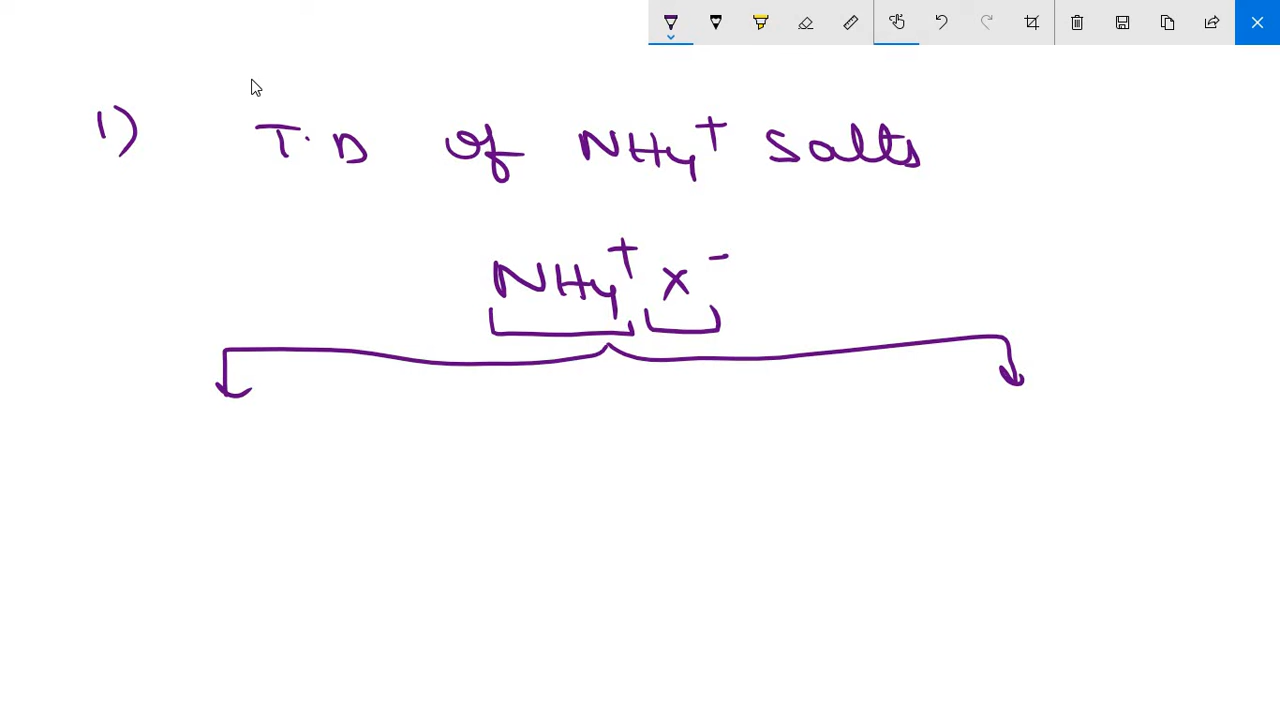 1) T.D of NH4+ Salts
NH4+ X-